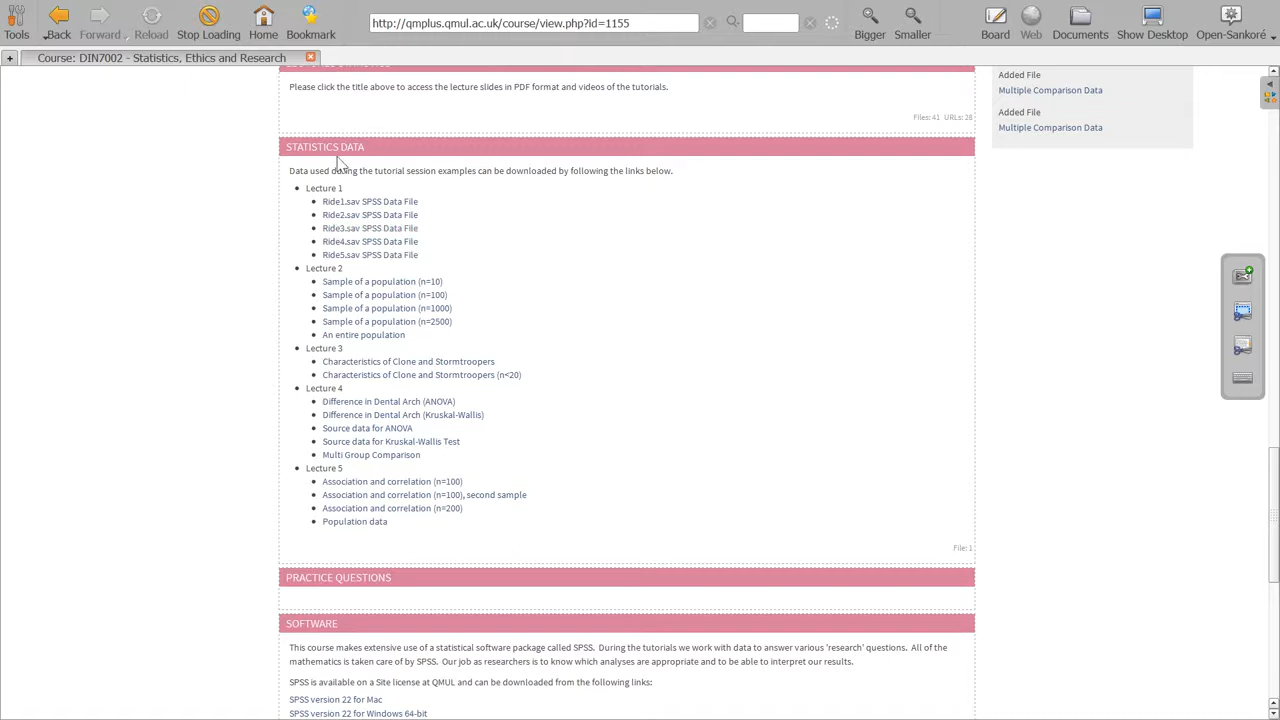 http://qmplus.qmul.ac.uk/course/view.php?id=1155
Tools Back Forward Reload Stop Loading Home Bookmark Bigger Smaller Board Web Documents Show Desktop Open-Sankoré
Course: DIN7002 - Statistics, Ethics and Research
Please click the title above to access the lecture slides in PDF format and videos of the tutorials.
Files: 41 URLs: 28
Added File
Multiple Comparison Data
Added File
Multiple Comparison Data
STATISTICS DATA
Data used during the tutorial session examples can be downloaded by following the links below.
Lecture 1
Ride1.sav SPSS Data File
Ride2.sav SPSS Data File
Ride3.sav SPSS Data File
Ride4.sav SPSS Data File
Ride5.sav SPSS Data File
Lecture 2
Sample of a population (n=10)
Sample of a population (n=100)
Sample of a population (n=1000)
Sample of a population (n=2500)
An entire population
Lecture 3
Characteristics of Clone and Stormtroopers
Characteristics of Clone and Stormtroopers (n<20)
Lecture 4
Difference in Dental Arch (ANOVA)
Difference in Dental Arch (Kruskal-Wallis)
Source data for ANOVA
Source data for Kruskal-Wallis Test
Multi Group Comparison
Lecture 5
Association and correlation (n=100)
Association and correlation (n=100), second sample
Association and correlation (n=200)
Population data
File: 1
PRACTICE QUESTIONS
SOFTWARE
This course makes extensive use of a statistical software package called SPSS. During the tutorials we work with data to answer various 'research' questions. All of the
mathematics is taken care of by SPSS. Our job as researchers is to know which analyses are appropriate and to be able to interpret our results.
SPSS is available on a Site license at QMUL and can be downloaded from the following links:
SPSS version 22 for Mac
SPSS version 22 for Windows 64-bit